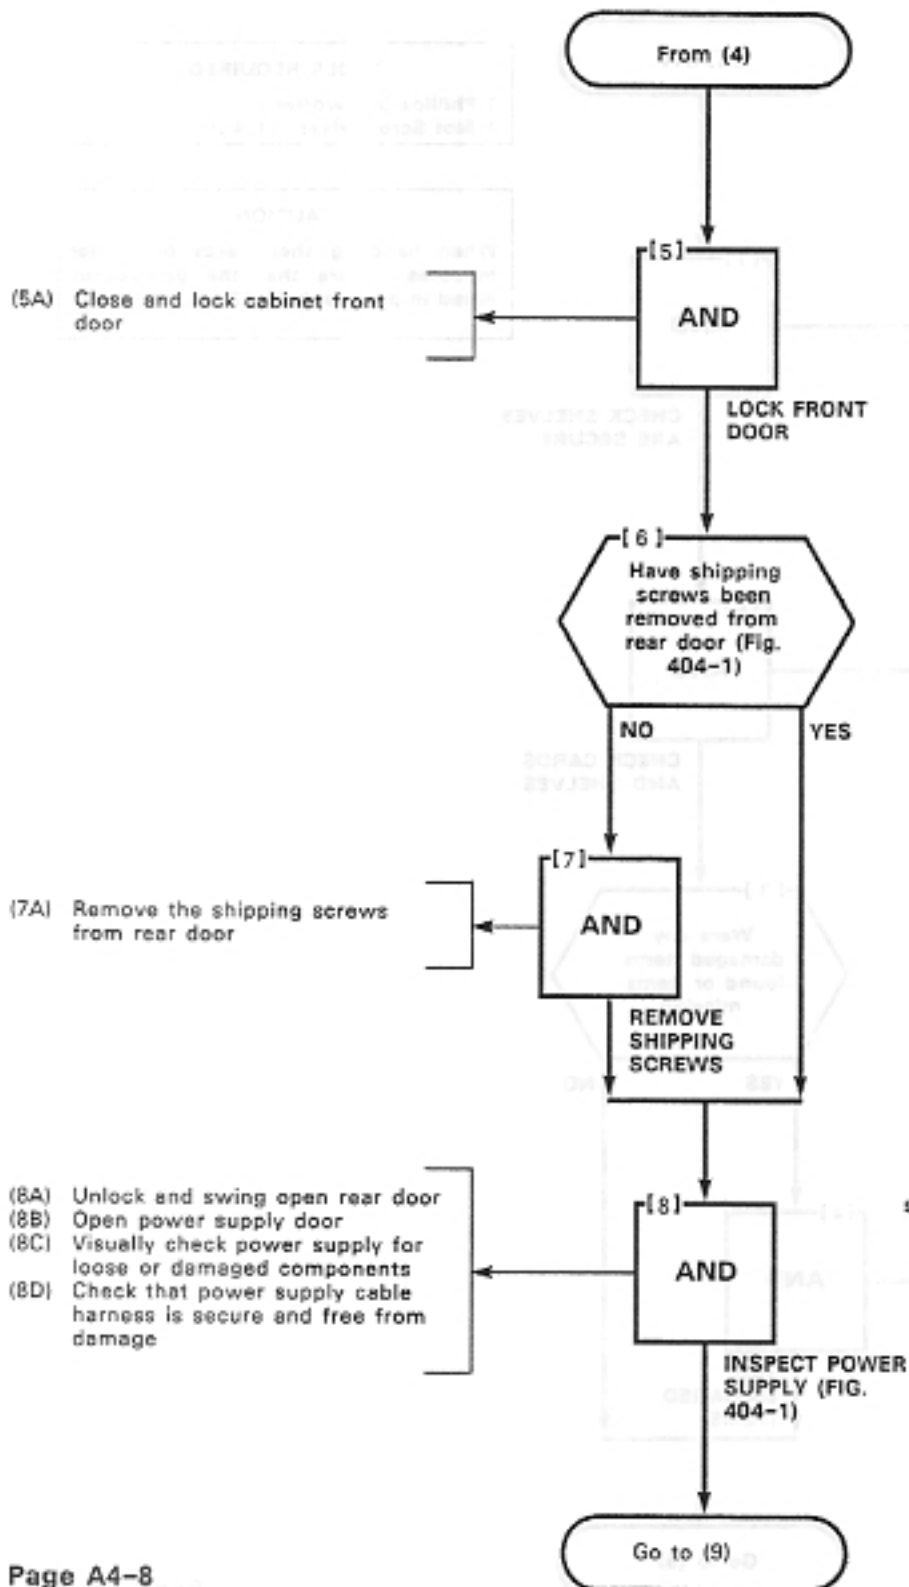 From (4)
[5]
(5A) Close and lock cabinet front
door
AND
LOCK FRONT
DOOR
[6]
Have shipping
screws been
removed from
rear door (Fig.
404-1)
NO
YES
[7]
(7A) Remove the shipping screws
from rear door
AND
REMOVE
SHIPPING
SCREWS
(8A) Unlock and swing open rear door
(8B) Open power supply door
(8C) Visually check power supply for
loose or damaged components
(8D) Check that power supply cable
harness is secure and free from
damage
[8]
AND
INSPECT POWER
SUPPLY (FIG.
404-1)
Go to (9)
Page A4-8